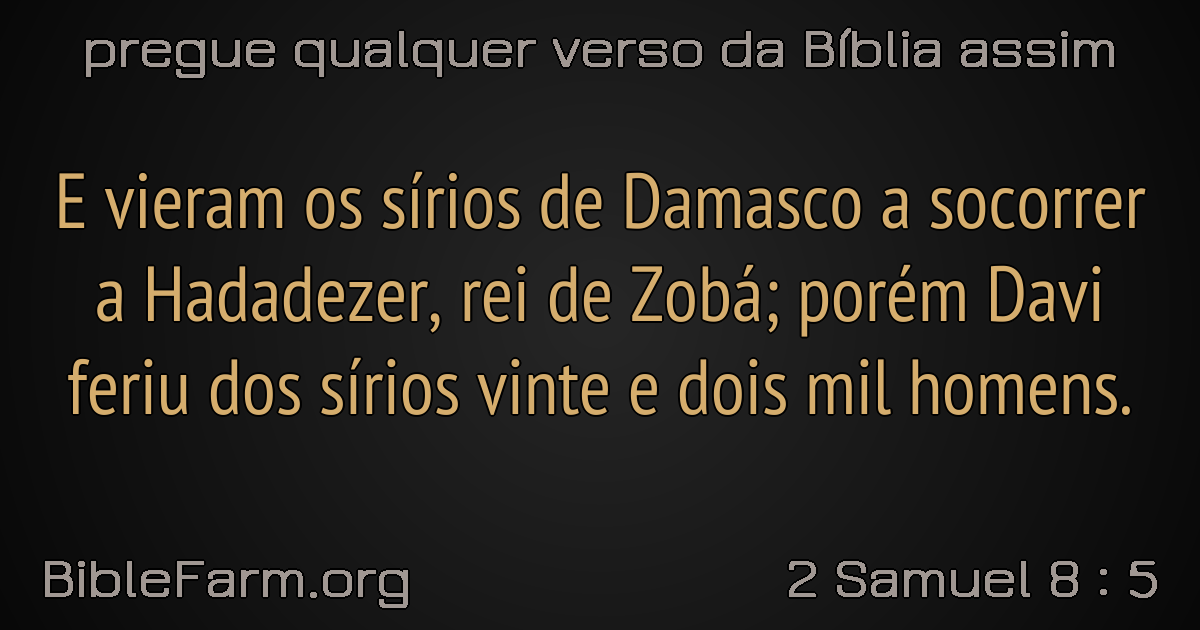 pregue qualquer verso da Bíblia assim
E vieram os sírios de Damasco a socorrer
a Hadadezer, rei de Zobá; porém Davi
feriu dos sírios vinte e dois mil homens.
BibleFarm.org
2 Samuel 8 : 5